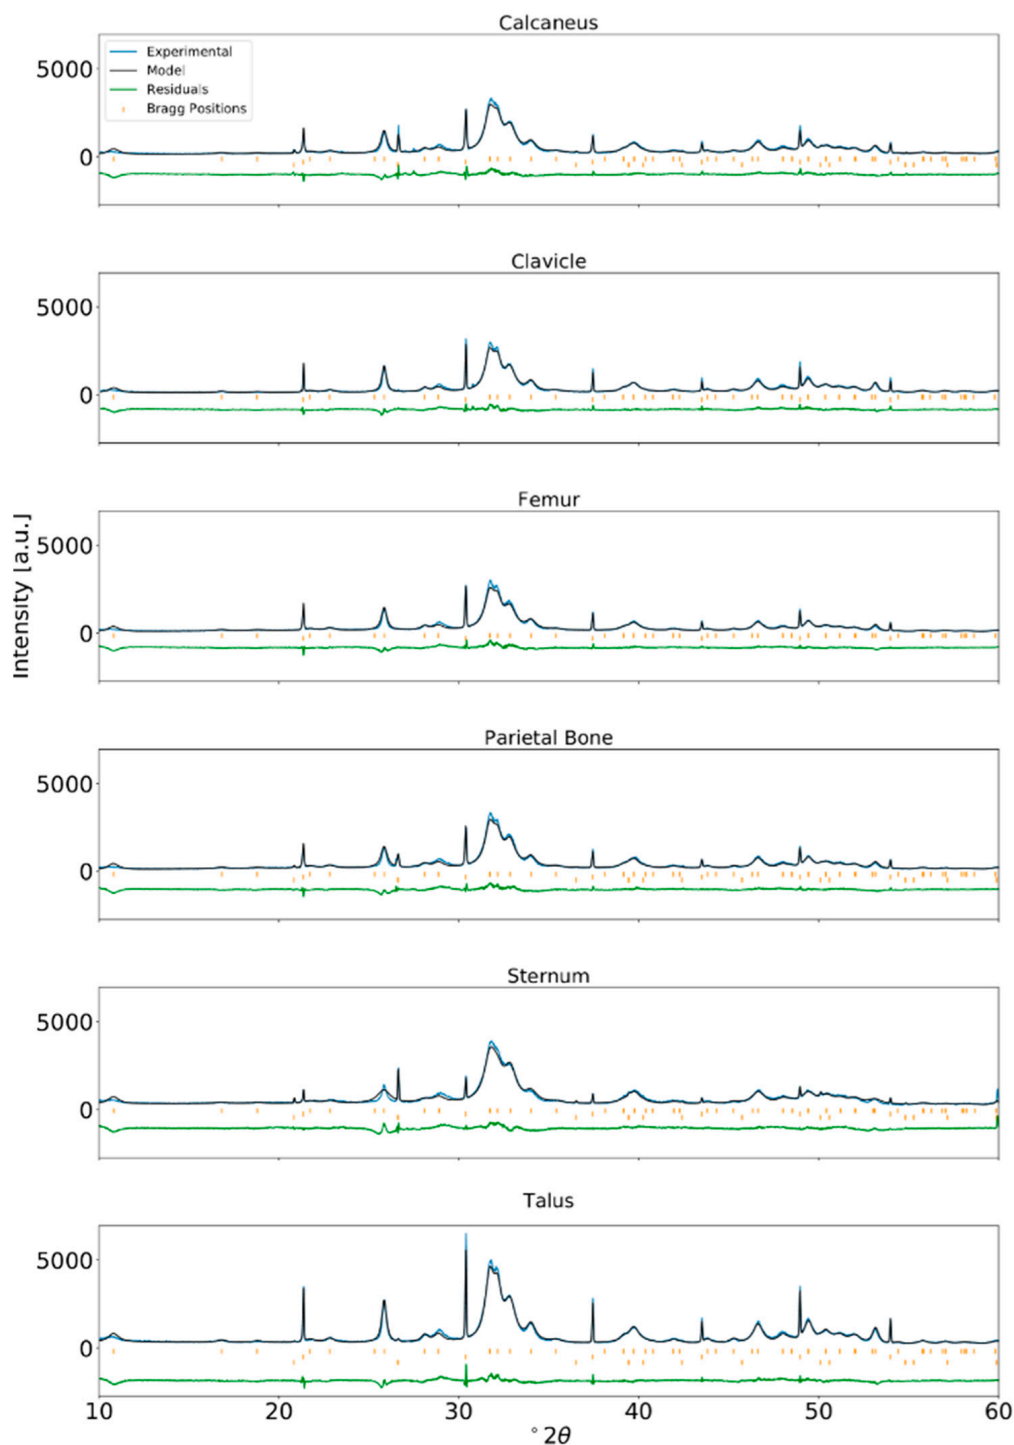 Calcaneus
Experimental
Model
Residuals
Bragg Positions
5000
0
Clavicle
5000
0
Femur
5000
0
Intensity [a.u.]
Parietal Bone
5000
0
Sternum
5000
0
Talus
5000
0
10 20 30 40 50 60
°2θ